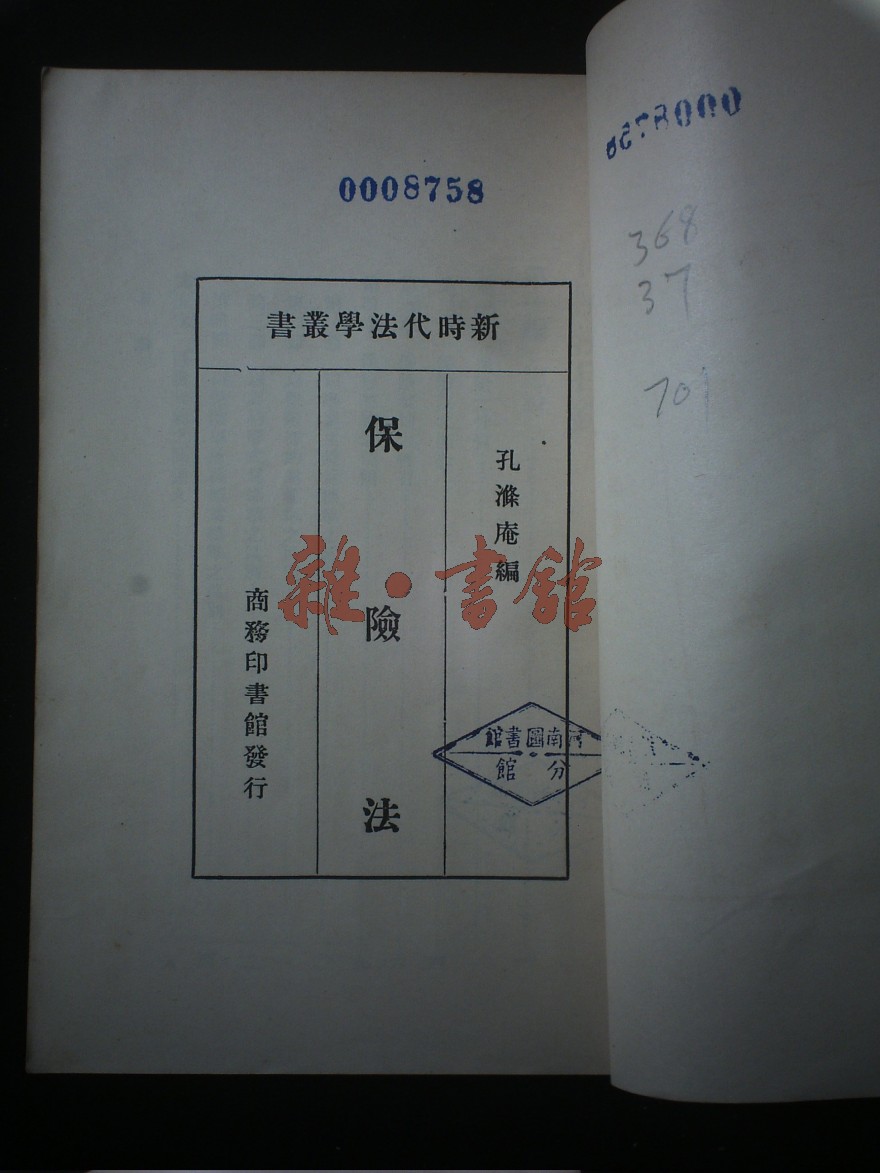 0008758
新時代法學叢書
孔滌庵編
保險法
商務印書館發行
河南圖書館
分館
雜·書館
368
37
701